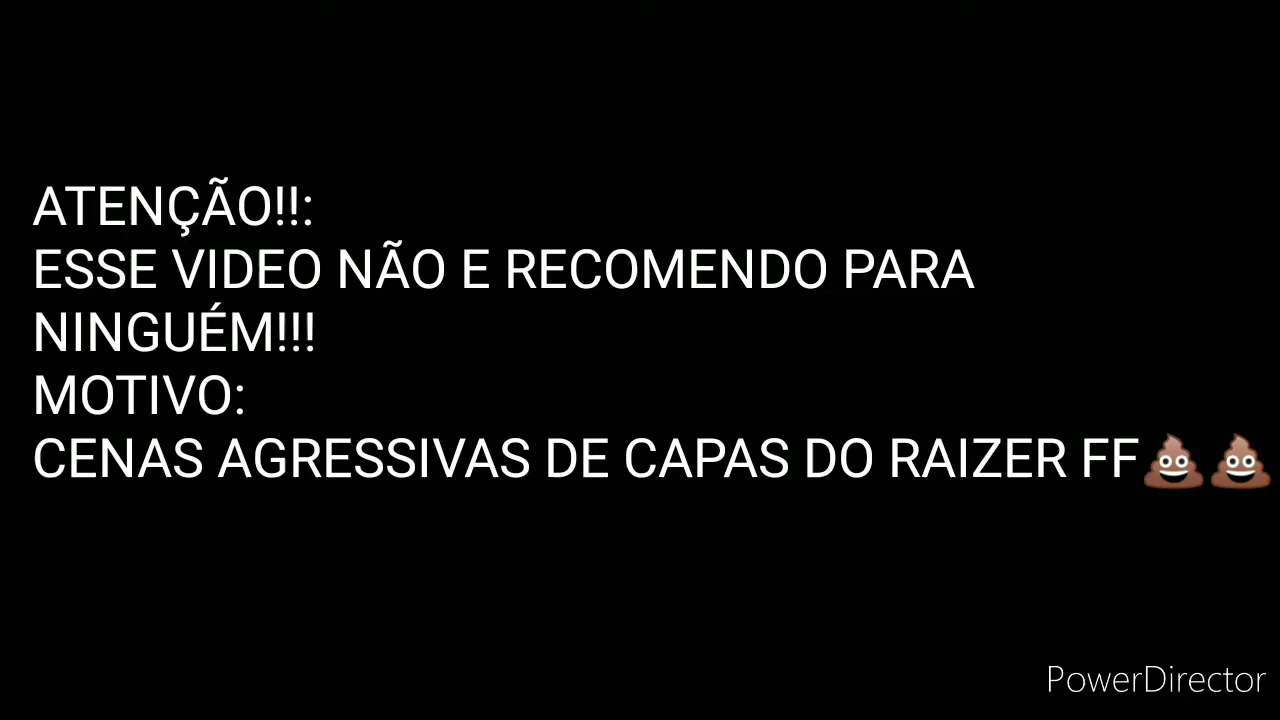 ATENÇÃO!!:
ESSE VIDEO NÃO E RECOMENDO PARA
NINGUÉM!!!
MOTIVO:
CENAS AGRESSIVAS DE CAPAS DO RAIZER FF💩💩
PowerDirector